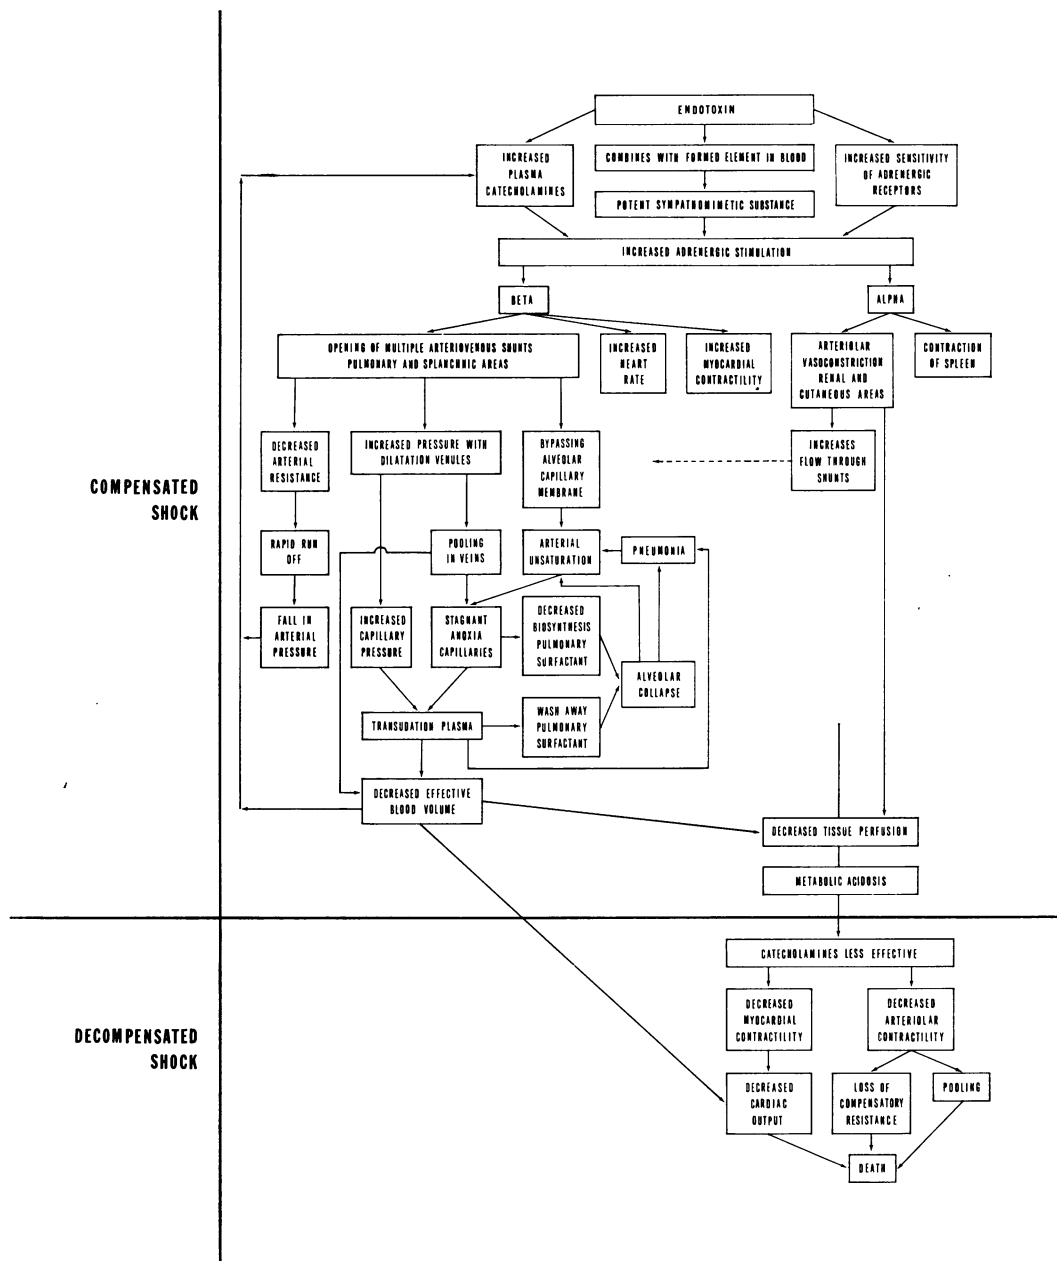 ENDOTOXIN
INCREASED
PLASMA
CATECHOLAMINES
COMBINES WITH FORMED ELEMENT IN BLOOD
INCREASED SENSITIVITY
OF ADRENERGIC
RECEPTORS
POTENT SYMPATHOMIMETIC SUBSTANCE
INCREASED ADRENERGIC STIMULATION
BETA
ALPHA
OPENING OF MULTIPLE ARTERIOVENOUS SHUNTS
PULMONARY AND SPLANCHNIC AREAS
INCREASED
HEART
RATE
INCREASED
MYOCARDIAL
CONTRACTILITY
ARTERIOLAR
VASOCONSTRICTION
RENAL AND
CUTANEOUS AREAS
CONTRACTION
OF SPLEEN
DECREASED
ARTERIAL
RESISTANCE
INCREASED PRESSURE WITH
DILATATION VENULES
BYPASSING
ALVEOLAR
CAPILLARY
MEMBRANE
INCREASES
FLOW THROUGH
SHUNTS
COMPENSATED
SHOCK
RAPID RUN
OFF
POOLING
IN VEINS
ARTERIAL
UNSATURATION
PNEUMONIA
FALL IN
ARTERIAL
PRESSURE
INCREASED
CAPILLARY
PRESSURE
STAGNANT
ANOXIA
CAPILLARIES
DECREASED
BIOSYNTHESIS
PULMONARY
SURFACTANT
ALVEOLAR
COLLAPSE
TRANSUDATION PLASMA
WASH AWAY
PULMONARY
SURFACTANT
DECREASED EFFECTIVE
BLOOD VOLUME
DECREASED TISSUE PERFUSION
METABOLIC ACIDOSIS
CATECHOLAMINES LESS EFFECTIVE
DECREASED
MYOCARDIAL
CONTRACTILITY
DECREASED
ARTERIOLAR
CONTRACTILITY
DECOMPENSATED
SHOCK
DECREASED
CARDIAC
OUTPUT
LOSS OF
COMPENSATORY
RESISTANCE
POOLING
DEATH